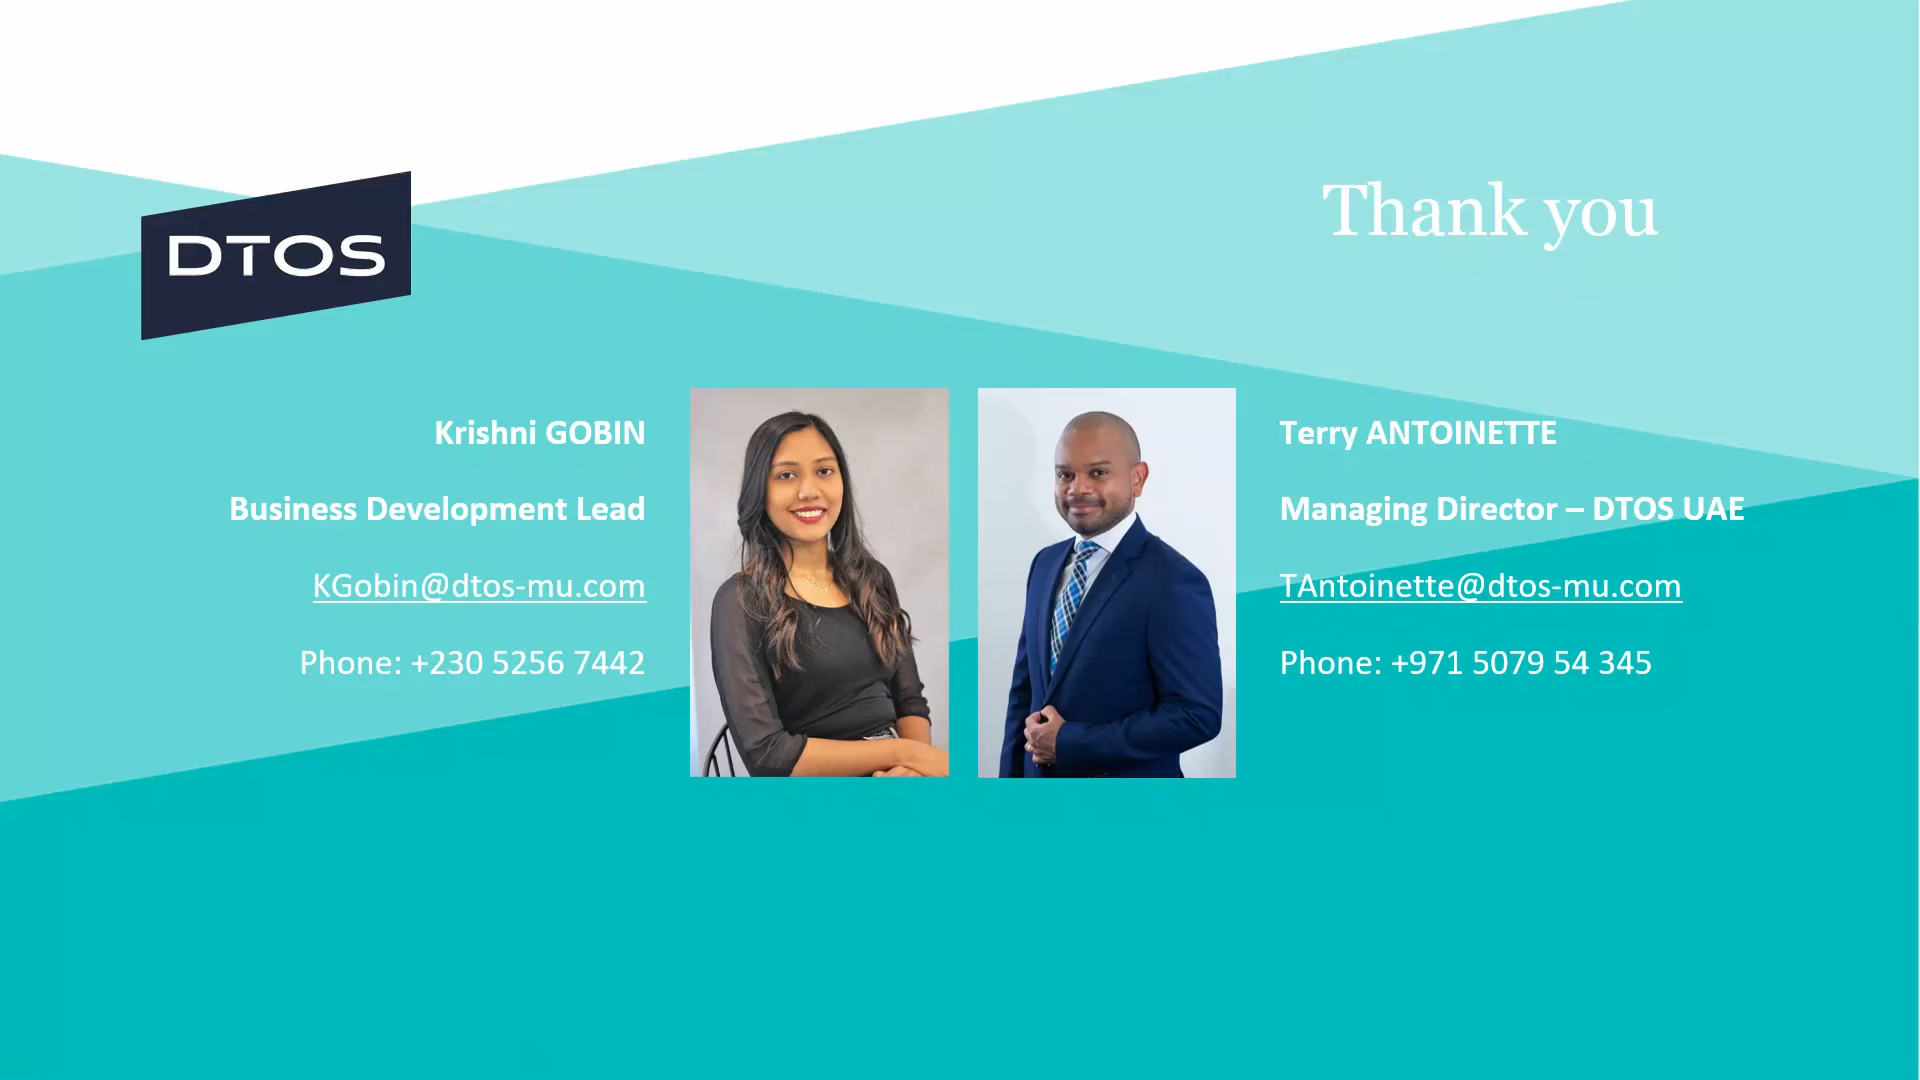 DTOS
Thank you
Krishni GOBIN
Business Development Lead
KGobin@dtos-mu.com
Phone: +230 5256 7442
Terry ANTOINETTE
Managing Director – DTOS UAE
TAntoinette@dtos-mu.com
Phone: +971 5079 54 345